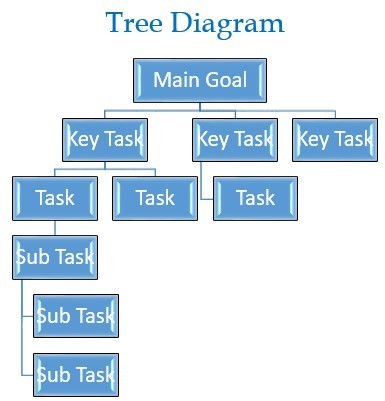 Tree Diagram
Main Goal
Key Task
Key Task
Key Task
Task
Task
Task
Sub Task
Sub Task
Sub Task